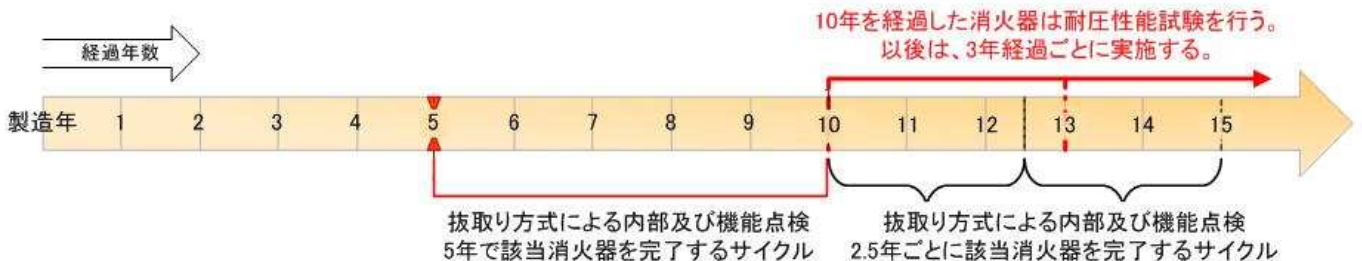 10年を経過した消火器は耐圧性能試験を行う。
以後は、3年経過ごとに実施する。
経過年数
製造年 1 2 3 4 5 6 7 8 9 10 11 12 13 14 15
抜取り方式による内部及び機能点検
5年で該当消火器を完了するサイクル
抜取り方式による内部及び機能点検
2.5年ごとに該当消火器を完了するサイクル